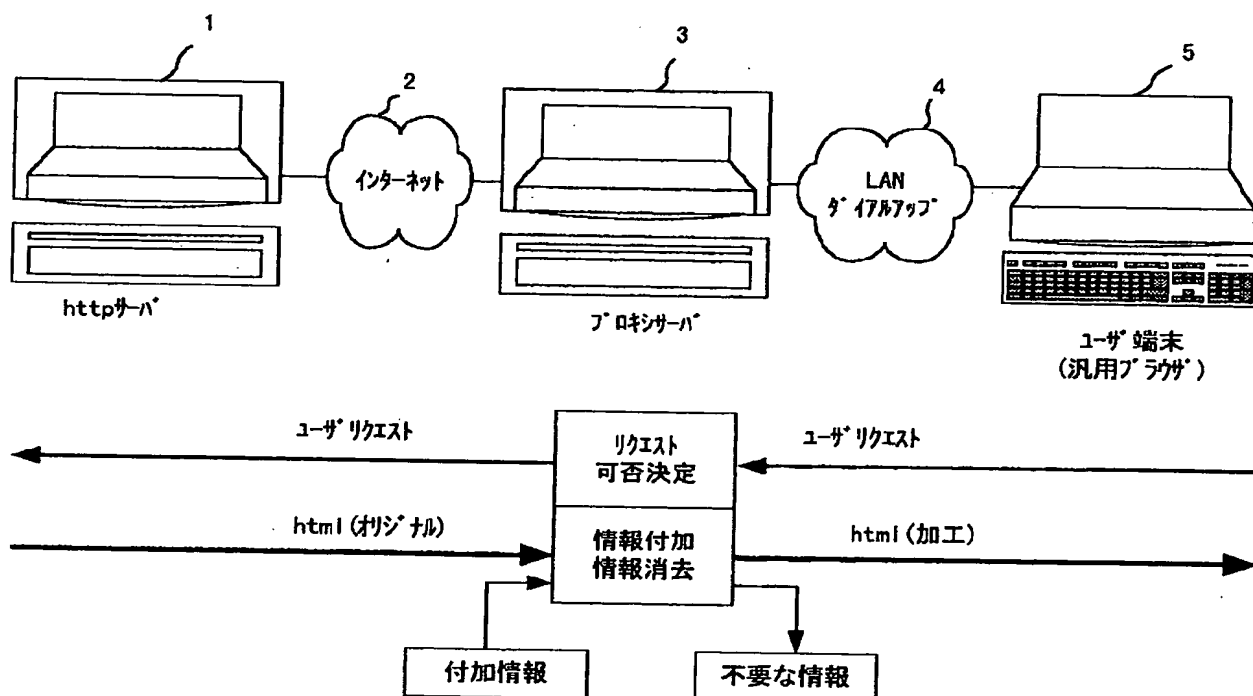 1
2
3
4
5
インターネット
LAN
ダイアルアップ
httpサーバ
プロキシサーバ
ユーザ端末
(汎用ブラウザ)
ユーザリクエスト
リクエスト
可否決定
ユーザリクエスト
html(オリジナル)
情報付加
情報消去
html(加工)
付加情報
不要な情報